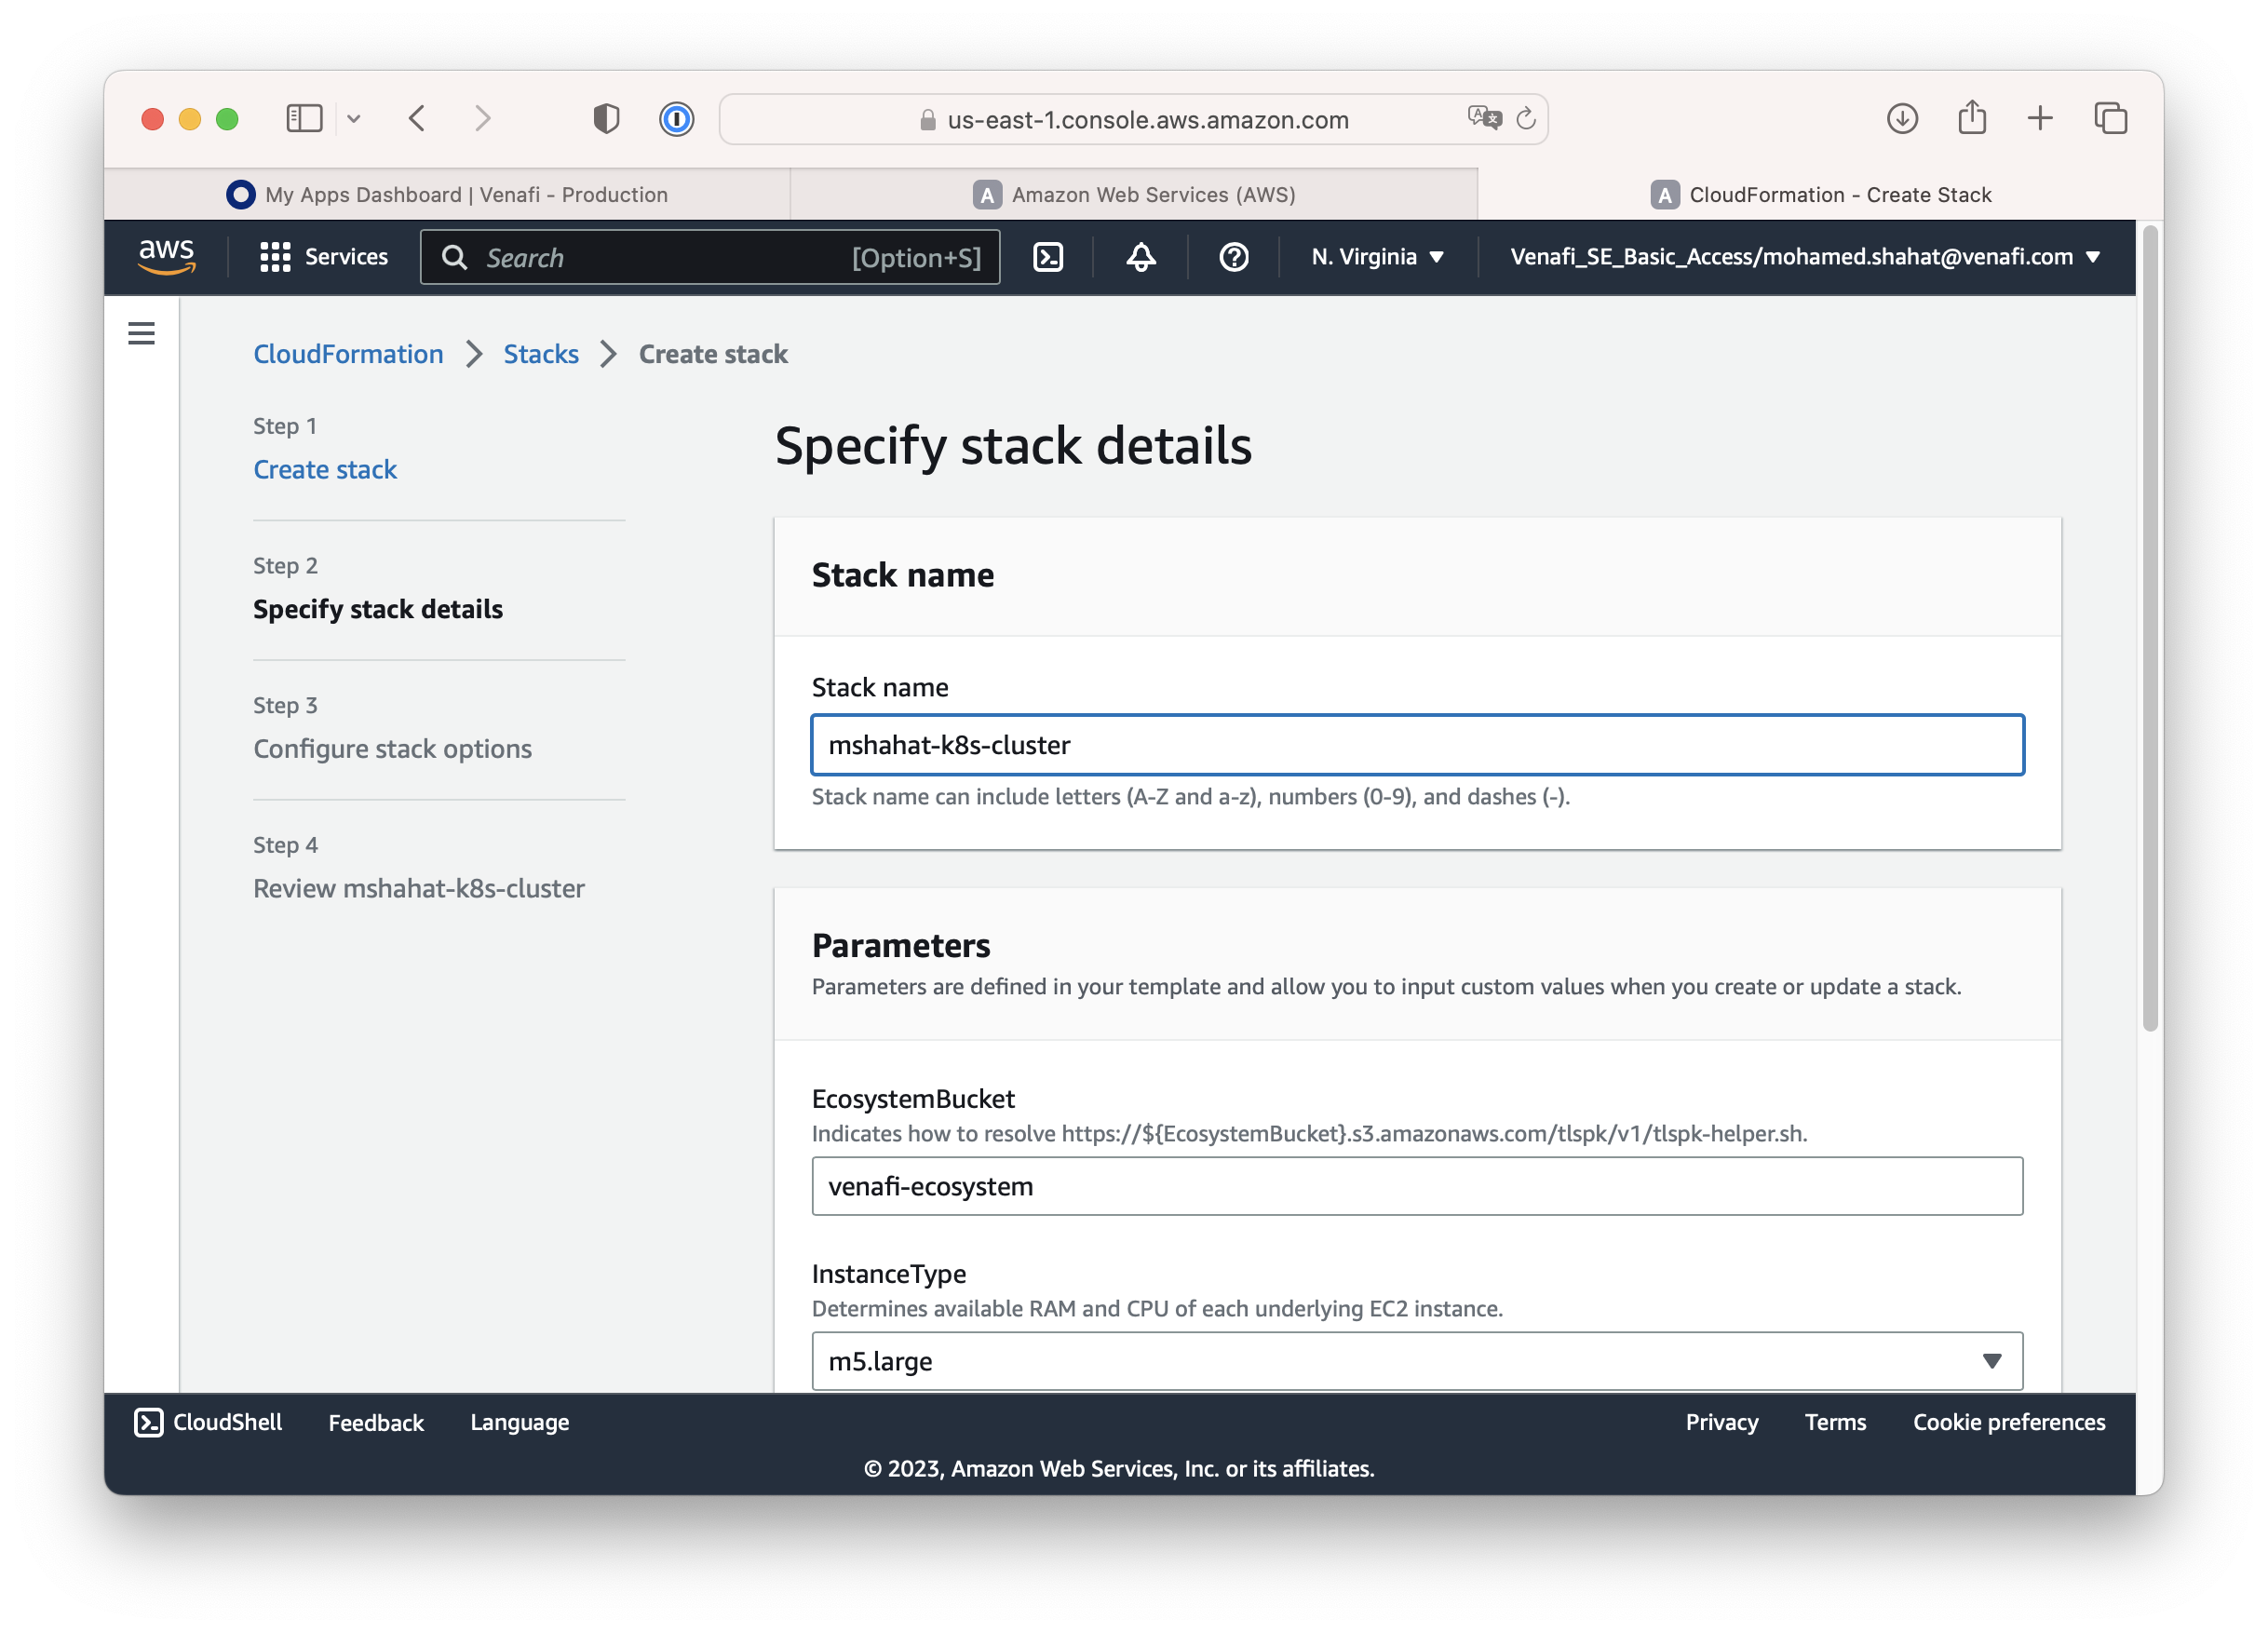 us-east-1.console.aws.amazon.com
My Apps Dashboard | Venafi - Production
A Amazon Web Services (AWS)
A CloudFormation - Create Stack
aws
Services
Search
[Option+S]
N. Virginia
Venafi_SE_Basic_Access/mohamed.shahat@venafi.com
CloudFormation
Stacks
Create stack
Step 1
Create stack
Step 2
Specify stack details
Step 3
Configure stack options
Step 4
Review mshahat-k8s-cluster
Specify stack details
Stack name
Stack name
mshahat-k8s-cluster
Stack name can include letters (A-Z and a-z), numbers (0-9), and dashes (-).
Parameters
Parameters are defined in your template and allow you to input custom values when you create or update a stack.
EcosystemBucket
Indicates how to resolve https://${EcosystemBucket}.s3.amazonaws.com/tlspk/v1/tlspk-helper.sh.
venafi-ecosystem
InstanceType
Determines available RAM and CPU of each underlying EC2 instance.
m5.large
CloudShell
Feedback
Language
Privacy
Terms
Cookie preferences
© 2023, Amazon Web Services, Inc. or its affiliates.